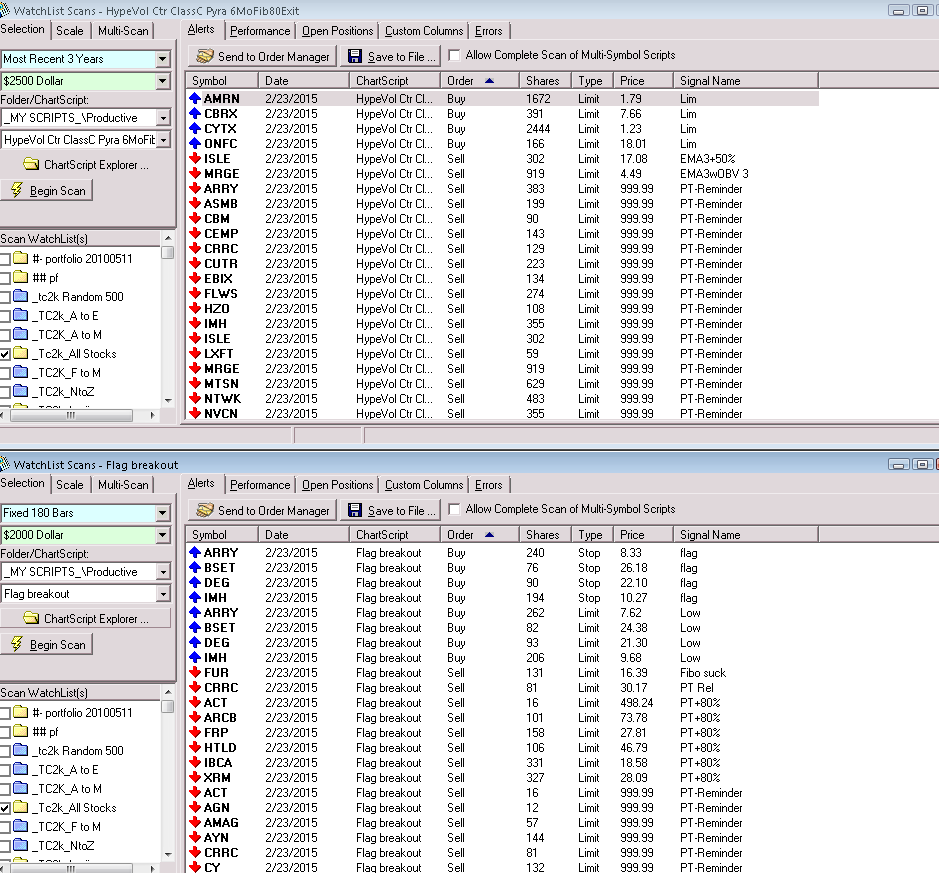 WatchList Scans - HypeVol Ctr ClassC Pyra 6MoFib80Exit
Selection Scale Multi-Scan
Most Recent 3 Years
$2500 Dollar
Folder/ChartScript:
_MY SCRIPTS_\Productive
HypeVol Ctr ClassC Pyra 6MoFib
ChartScript Explorer ...
Begin Scan
Scan WatchList(s)
#- portfolio 20100511
## pf
_tc2k Random 500
_TC2K_A to E
_TC2K_A to M
_Tc2k_All Stocks
_TC2K_F to M
_TC2k_NtoZ
Alerts Performance Open Positions Custom Columns Errors
Send to Order Manager Save to File ... Allow Complete Scan of Multi-Symbol Scripts
Symbol Date ChartScript Order Shares Type Price Signal Name
AMRN 2/23/2015 HypeVol Ctr Cl... Buy 1672 Limit 1.79 Lim
CBRX 2/23/2015 HypeVol Ctr Cl... Buy 391 Limit 7.66 Lim
CYTX 2/23/2015 HypeVol Ctr Cl... Buy 2444 Limit 1.23 Lim
ONFC 2/23/2015 HypeVol Ctr Cl... Buy 166 Limit 18.01 Lim
ISLE 2/23/2015 HypeVol Ctr Cl... Sell 302 Limit 17.08 EMA3+50%
MRGE 2/23/2015 HypeVol Ctr Cl... Sell 919 Limit 4.49 EMA3wOBV 3
ARRY 2/23/2015 HypeVol Ctr Cl... Sell 383 Limit 999.99 PT-Reminder
ASMB 2/23/2015 HypeVol Ctr Cl... Sell 199 Limit 999.99 PT-Reminder
CBM 2/23/2015 HypeVol Ctr Cl... Sell 90 Limit 999.99 PT-Reminder
CEMP 2/23/2015 HypeVol Ctr Cl... Sell 143 Limit 999.99 PT-Reminder
CRRC 2/23/2015 HypeVol Ctr Cl... Sell 129 Limit 999.99 PT-Reminder
CUTR 2/23/2015 HypeVol Ctr Cl... Sell 223 Limit 999.99 PT-Reminder
EBIX 2/23/2015 HypeVol Ctr Cl... Sell 134 Limit 999.99 PT-Reminder
FLWS 2/23/2015 HypeVol Ctr Cl... Sell 274 Limit 999.99 PT-Reminder
HZO 2/23/2015 HypeVol Ctr Cl... Sell 108 Limit 999.99 PT-Reminder
IMH 2/23/2015 HypeVol Ctr Cl... Sell 355 Limit 999.99 PT-Reminder
ISLE 2/23/2015 HypeVol Ctr Cl... Sell 302 Limit 999.99 PT-Reminder
LXFT 2/23/2015 HypeVol Ctr Cl... Sell 59 Limit 999.99 PT-Reminder
MRGE 2/23/2015 HypeVol Ctr Cl... Sell 919 Limit 999.99 PT-Reminder
MTSN 2/23/2015 HypeVol Ctr Cl... Sell 629 Limit 999.99 PT-Reminder
NTWK 2/23/2015 HypeVol Ctr Cl... Sell 483 Limit 999.99 PT-Reminder
NVCN 2/23/2015 HypeVol Ctr Cl... Sell 355 Limit 999.99 PT-Reminder
WatchList Scans - Flag breakout
Selection Scale Multi-Scan
Fixed 180 Bars
$2000 Dollar
Folder/ChartScript:
_MY SCRIPTS_\Productive
Flag breakout
ChartScript Explorer ...
Begin Scan
Scan WatchList(s)
#- portfolio 20100511
## pf
_tc2k Random 500
_TC2K_A to E
_TC2K_A to M
_Tc2k_All Stocks
_TC2K_F to M
_TC2k_NtoZ
Alerts Performance Open Positions Custom Columns Errors
Send to Order Manager Save to File ... Allow Complete Scan of Multi-Symbol Scripts
Symbol Date ChartScript Order Shares Type Price Signal Name
ARRY 2/23/2015 Flag breakout Buy 240 Stop 8.33 flag
BSET 2/23/2015 Flag breakout Buy 76 Stop 26.18 flag
DEG 2/23/2015 Flag breakout Buy 90 Stop 22.10 flag
IMH 2/23/2015 Flag breakout Buy 194 Stop 10.27 flag
ARRY 2/23/2015 Flag breakout Buy 262 Limit 7.62 Low
BSET 2/23/2015 Flag breakout Buy 82 Limit 24.38 Low
DEG 2/23/2015 Flag breakout Buy 93 Limit 21.30 Low
IMH 2/23/2015 Flag breakout Buy 206 Limit 9.68 Low
FUR 2/23/2015 Flag breakout Sell 131 Limit 16.39 Fibo suck
CRRC 2/23/2015 Flag breakout Sell 81 Limit 30.17 PT Rel
ACT 2/23/2015 Flag breakout Sell 16 Limit 498.24 PT+80%
ARCB 2/23/2015 Flag breakout Sell 101 Limit 73.78 PT+80%
FRP 2/23/2015 Flag breakout Sell 158 Limit 27.81 PT+80%
HTLD 2/23/2015 Flag breakout Sell 106 Limit 46.79 PT+80%
IBCA 2/23/2015 Flag breakout Sell 331 Limit 18.58 PT+80%
XRM 2/23/2015 Flag breakout Sell 327 Limit 28.09 PT+80%
ACT 2/23/2015 Flag breakout Sell 16 Limit 999.99 PT-Reminder
AGN 2/23/2015 Flag breakout Sell 12 Limit 999.99 PT-Reminder
AMAG 2/23/2015 Flag breakout Sell 57 Limit 999.99 PT-Reminder
AYN 2/23/2015 Flag breakout Sell 144 Limit 999.99 PT-Reminder
CRRC 2/23/2015 Flag breakout Sell 81 Limit 999.99 PT-Reminder
CY 2/23/2015 Flag breakout Sell 132 Limit 999.99 PT-Reminder